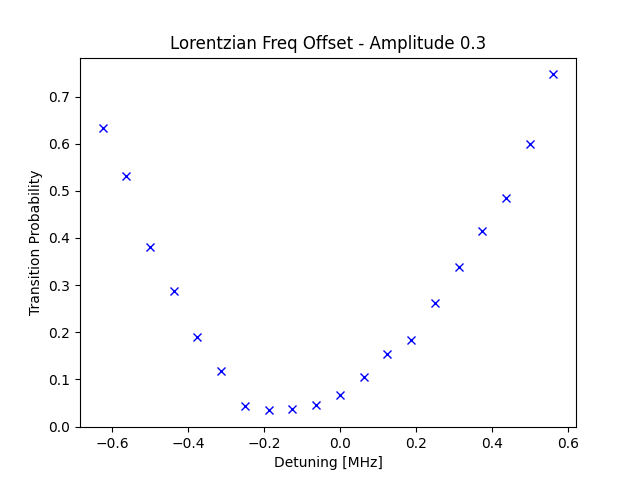 Lorentzian Freq Offset - Amplitude 0.3
Transition Probability
0.7
0.6
0.5
0.4
0.3
0.2
0.1
0.0
−0.6 −0.4 −0.2 0.0 0.2 0.4 0.6
Detuning [MHz]